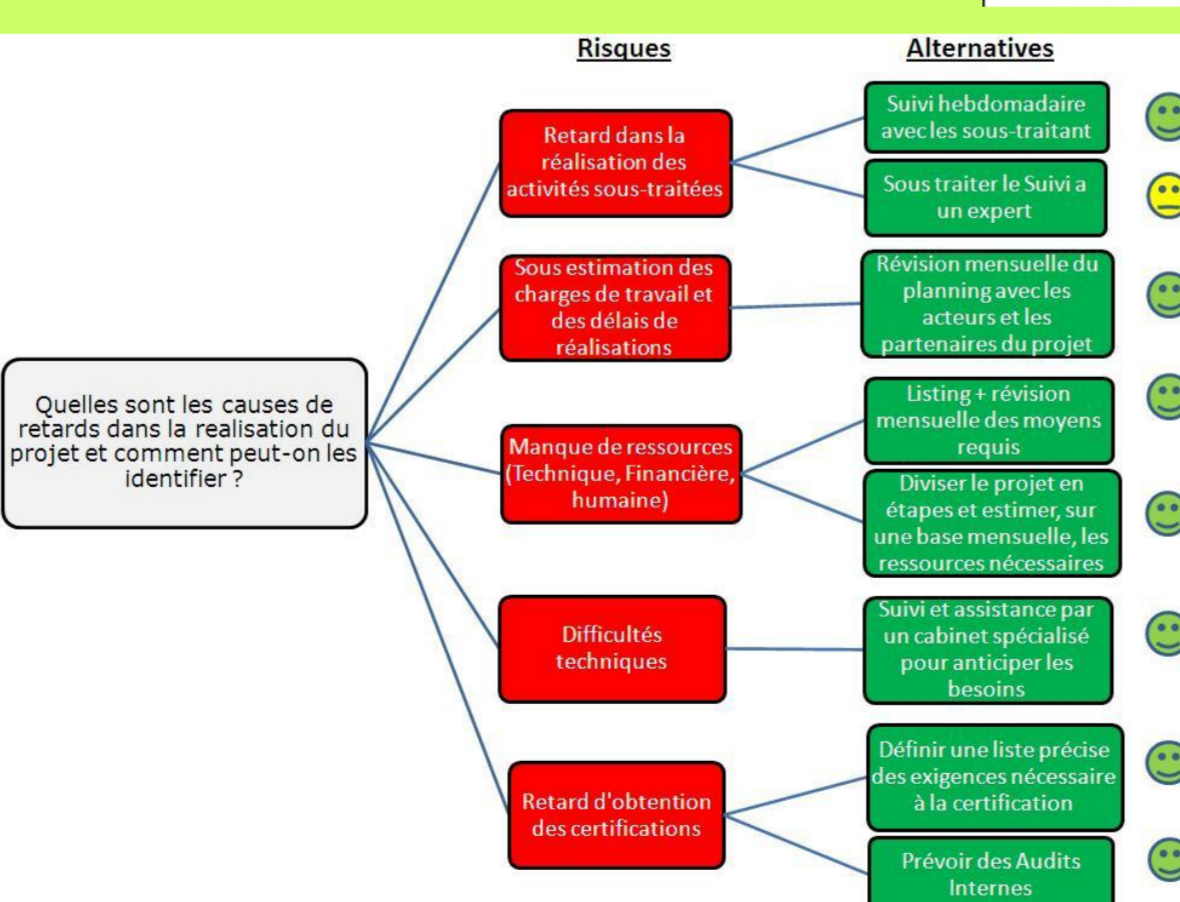 Risques
Alternatives
Quelles sont les causes de
retards dans la realisation du
projet et comment peut-on les
identifier ?
Retard dans la
réalisation des
activités sous-traitées
Suivi hebdomadaire
avec les sous-traitant
Sous traiter le Suivi a
un expert
Sous estimation des
charges de travail et
des délais de
réalisations
Révision mensuelle du
planning avec les
acteurs et les
partenaires du projet
Manque de ressources
(Technique, Financière,
humaine)
Listing + révision
mensuelle des moyens
requis
Diviser le projet en
étapes et estimer, sur
une base mensuelle, les
ressources nécessaires
Difficultés
techniques
Suivi et assistance par
un cabinet spécialisé
pour anticiper les
besoins
Retard d'obtention
des certifications
Définir une liste précise
des exigences nécessaire
à la certification
Prévoir des Audits
Internes